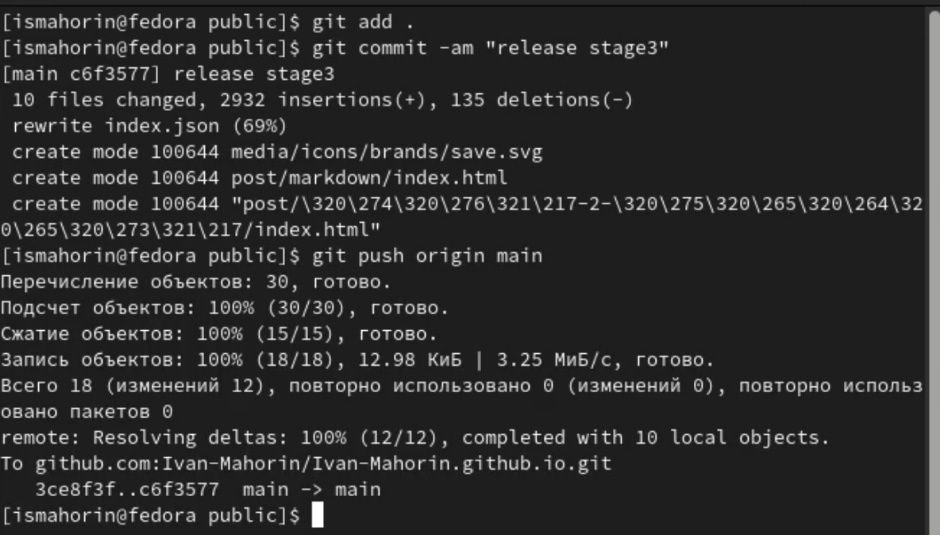 [ismahorin@fedora public]$ git add .
[ismahorin@fedora public]$ git commit -am "release stage3"
[main c6f3577] release stage3
 10 files changed, 2932 insertions(+), 135 deletions(-)
 rewrite index.json (69%)
 create mode 100644 media/icons/brands/save.svg
 create mode 100644 post/markdown/index.html
 create mode 100644 "post/\320\274\320\276\321\217-2-\320\275\320\265\320\264\32
0\265\320\273\321\217/index.html"
[ismahorin@fedora public]$ git push origin main
Перечисление объектов: 30, готово.
Подсчет объектов: 100% (30/30), готово.
Сжатие объектов: 100% (15/15), готово.
Запись объектов: 100% (18/18), 12.98 КиБ | 3.25 МиБ/с, готово.
Всего 18 (изменений 12), повторно использовано 0 (изменений 0), повторно использ
овано пакетов 0
remote: Resolving deltas: 100% (12/12), completed with 10 local objects.
To github.com:Ivan-Mahorin/Ivan-Mahorin.github.io.git
   3ce8f3f..c6f3577  main -> main
[ismahorin@fedora public]$